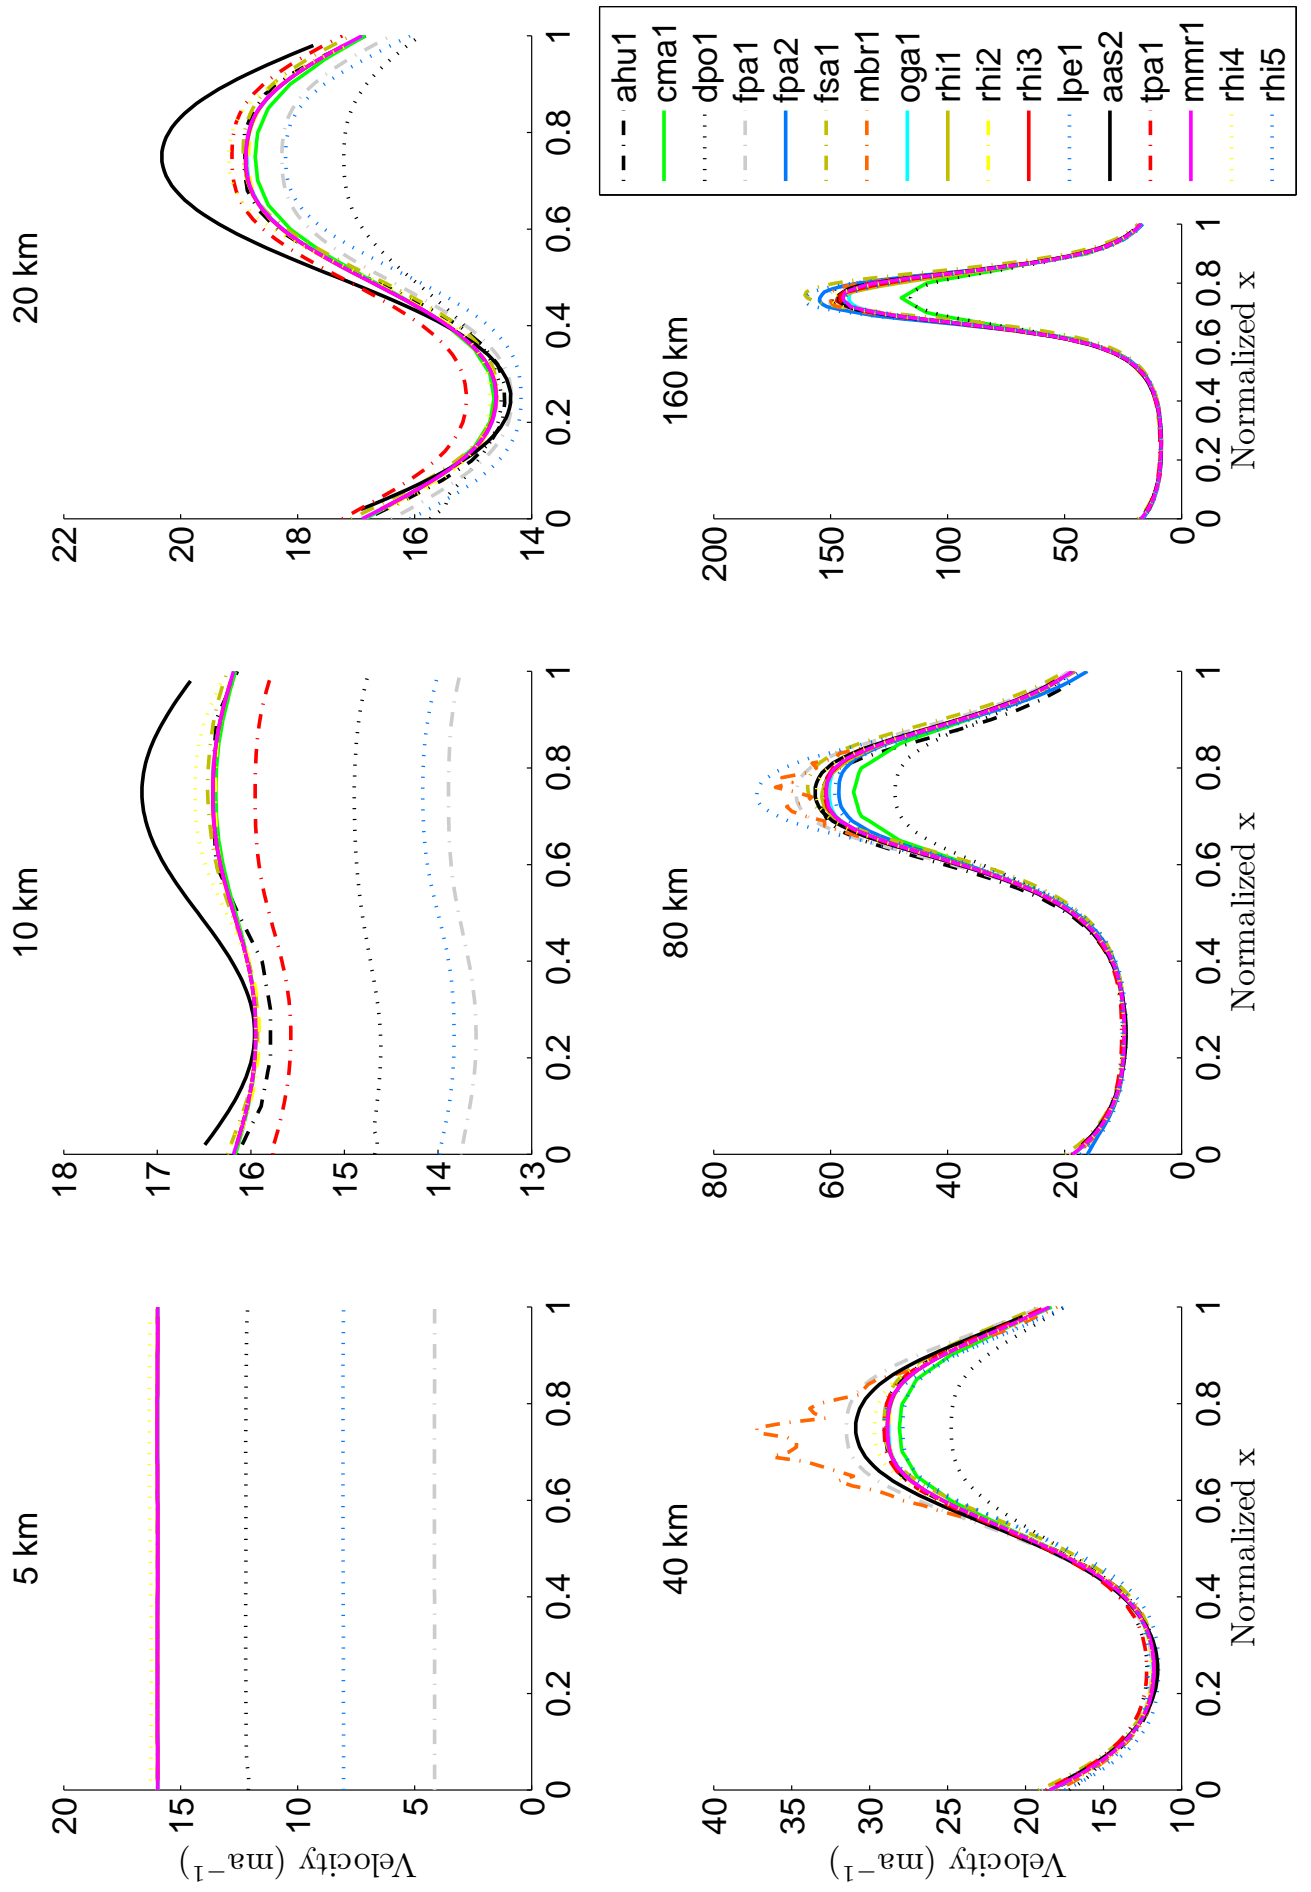 5 km
10 km
20 km
Velocity (ma⁻¹)
20
15
10
5
0
0 0.2 0.4 0.6 0.8 1
18
17
16
15
14
13
0 0.2 0.4 0.6 0.8 1
22
20
18
16
14
0 0.2 0.4 0.6 0.8 1
40 km
80 km
160 km
Velocity (ma⁻¹)
40
35
30
25
20
15
10
0 0.2 0.4 0.6 0.8 1
Normalized x
80
60
40
20
0
0 0.2 0.4 0.6 0.8 1
Normalized x
200
150
100
50
0
0 0.2 0.4 0.6 0.8 1
Normalized x
ahu1
cma1
dpo1
fpa1
fpa2
fsa1
mbr1
oga1
rhi1
rhi2
rhi3
lpe1
aas2
tpa1
mmr1
rhi4
rhi5